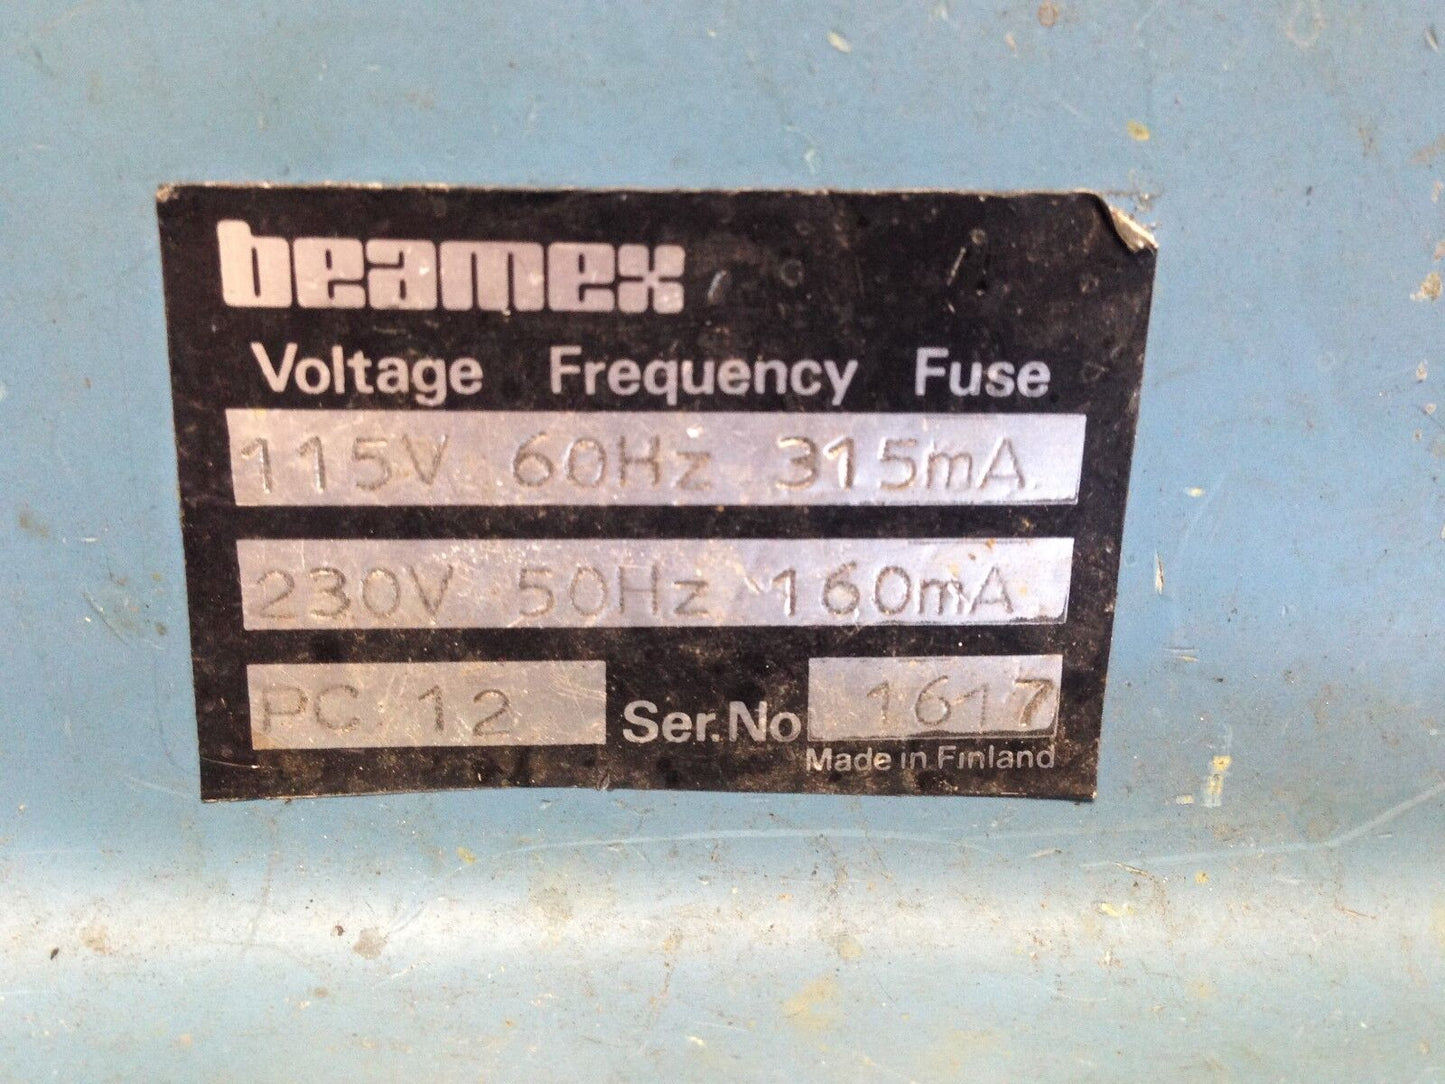 beamex
Voltage Frequency Fuse
115V 60Hz 315mA
230V 50Hz 160mA
PC 12 Ser.No 1617
Made in Finland